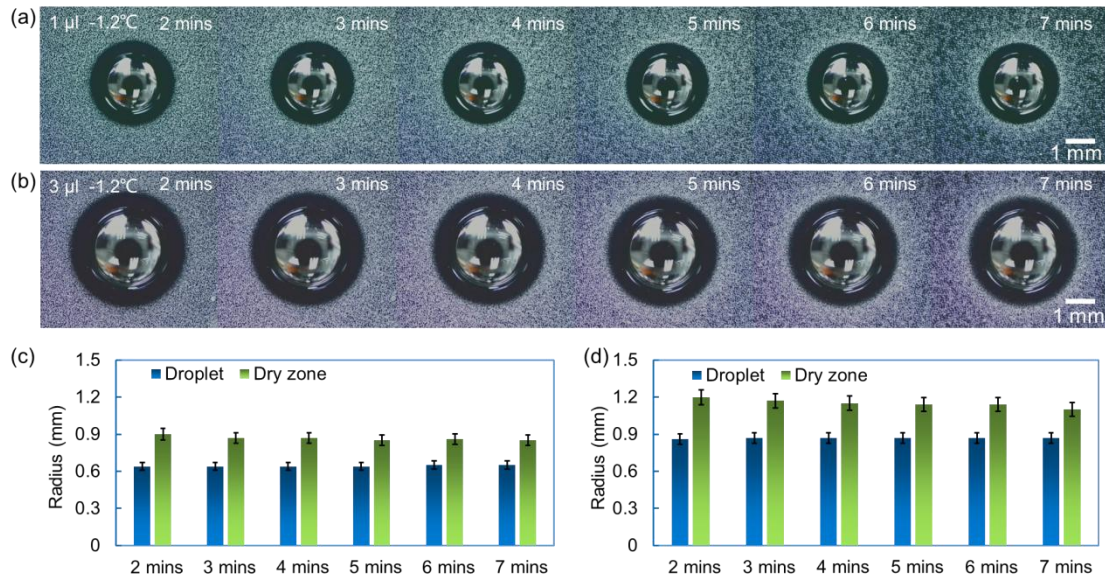 (a) 1 µl -1.2℃ 2 mins 3 mins 4 mins 5 mins 6 mins 7 mins
1 mm
(b) 3 µl -1.2℃ 2 mins 3 mins 4 mins 5 mins 6 mins 7 mins
1 mm
(c)
Droplet Dry zone
Radius (mm)
1.5
1.2
0.9
0.6
0.3
0
2 mins 3 mins 4 mins 5 mins 6 mins 7 mins
(d)
Droplet Dry zone
Radius (mm)
1.5
1.2
0.9
0.6
0.3
0
2 mins 3 mins 4 mins 5 mins 6 mins 7 mins